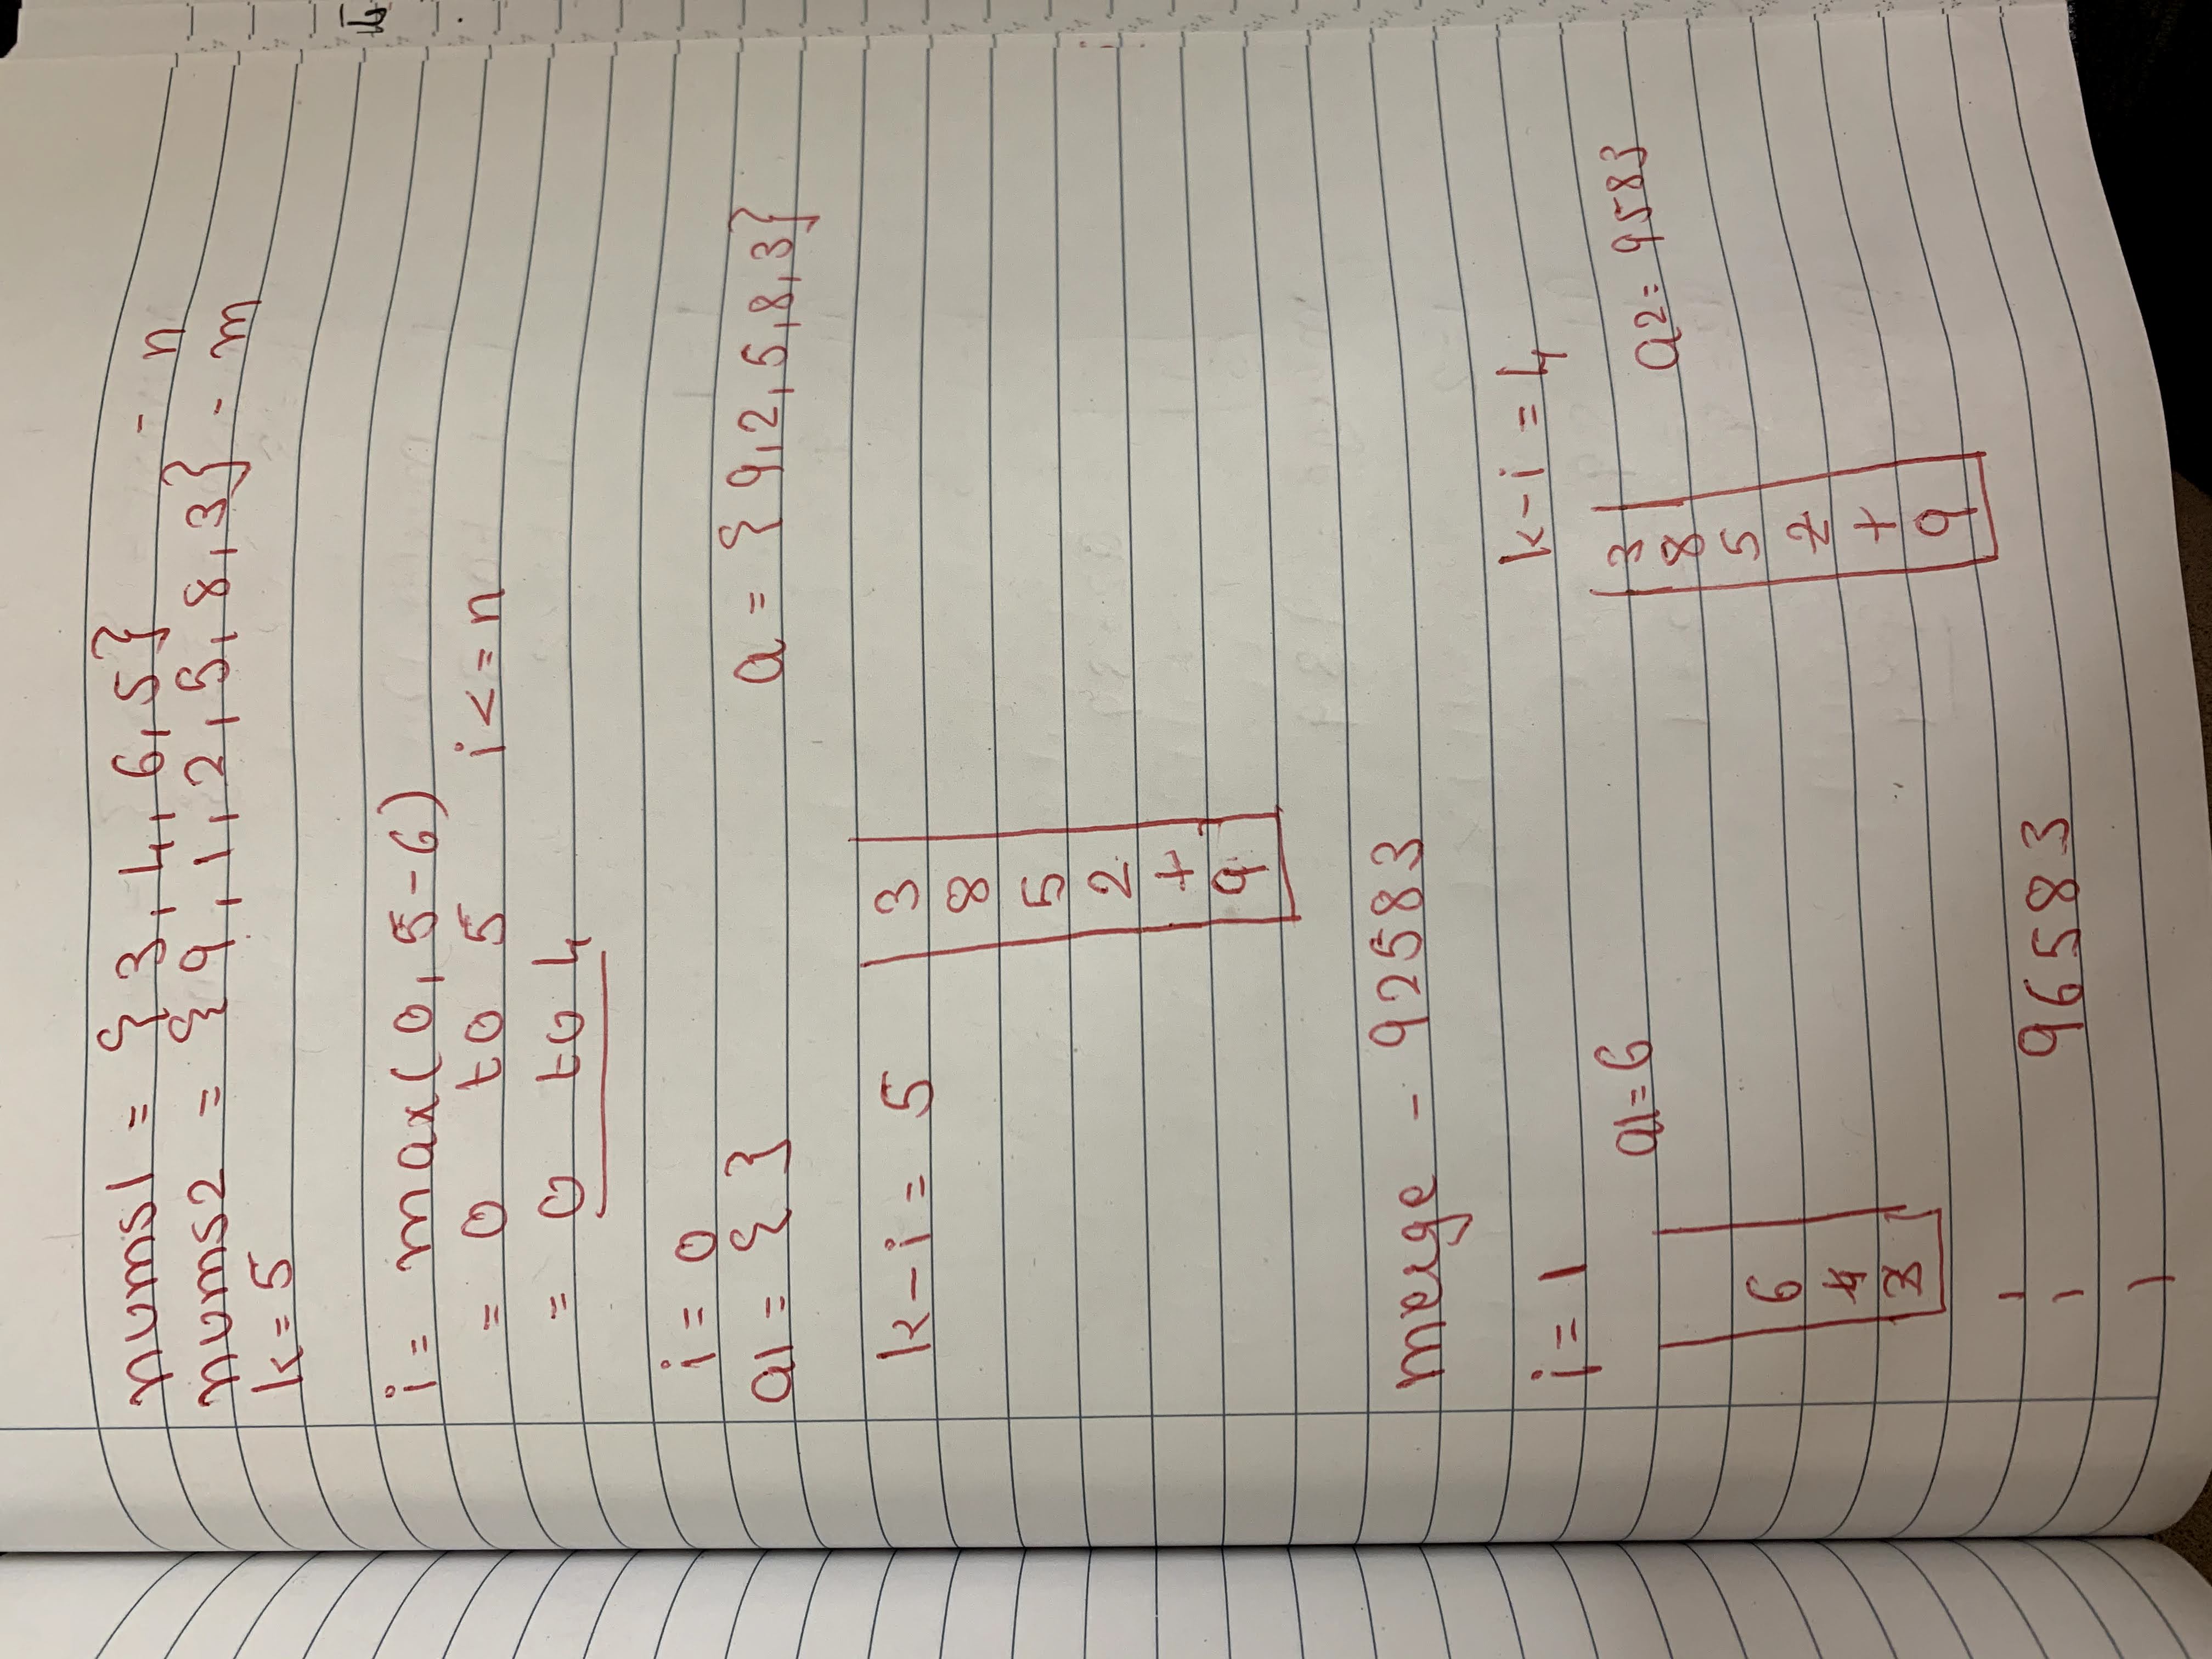 nums1 = {3, 4, 6, 5} - n
nums2 = {9, 1, 2, 5, 8, 3} - m
k = 5
i = max(0, 5-6)
= 0 to 5 i <= n
= 0 to 4
i = 0
a1 = { } a = {9, 2, 5, 8, 3}
k - i = 5
3
8
5
2
1
9
merge - 92583
i = 1 k - i = 4
a1 = 6 a2 = 9583
6
4
3
3
8
5
2
1
9
96583